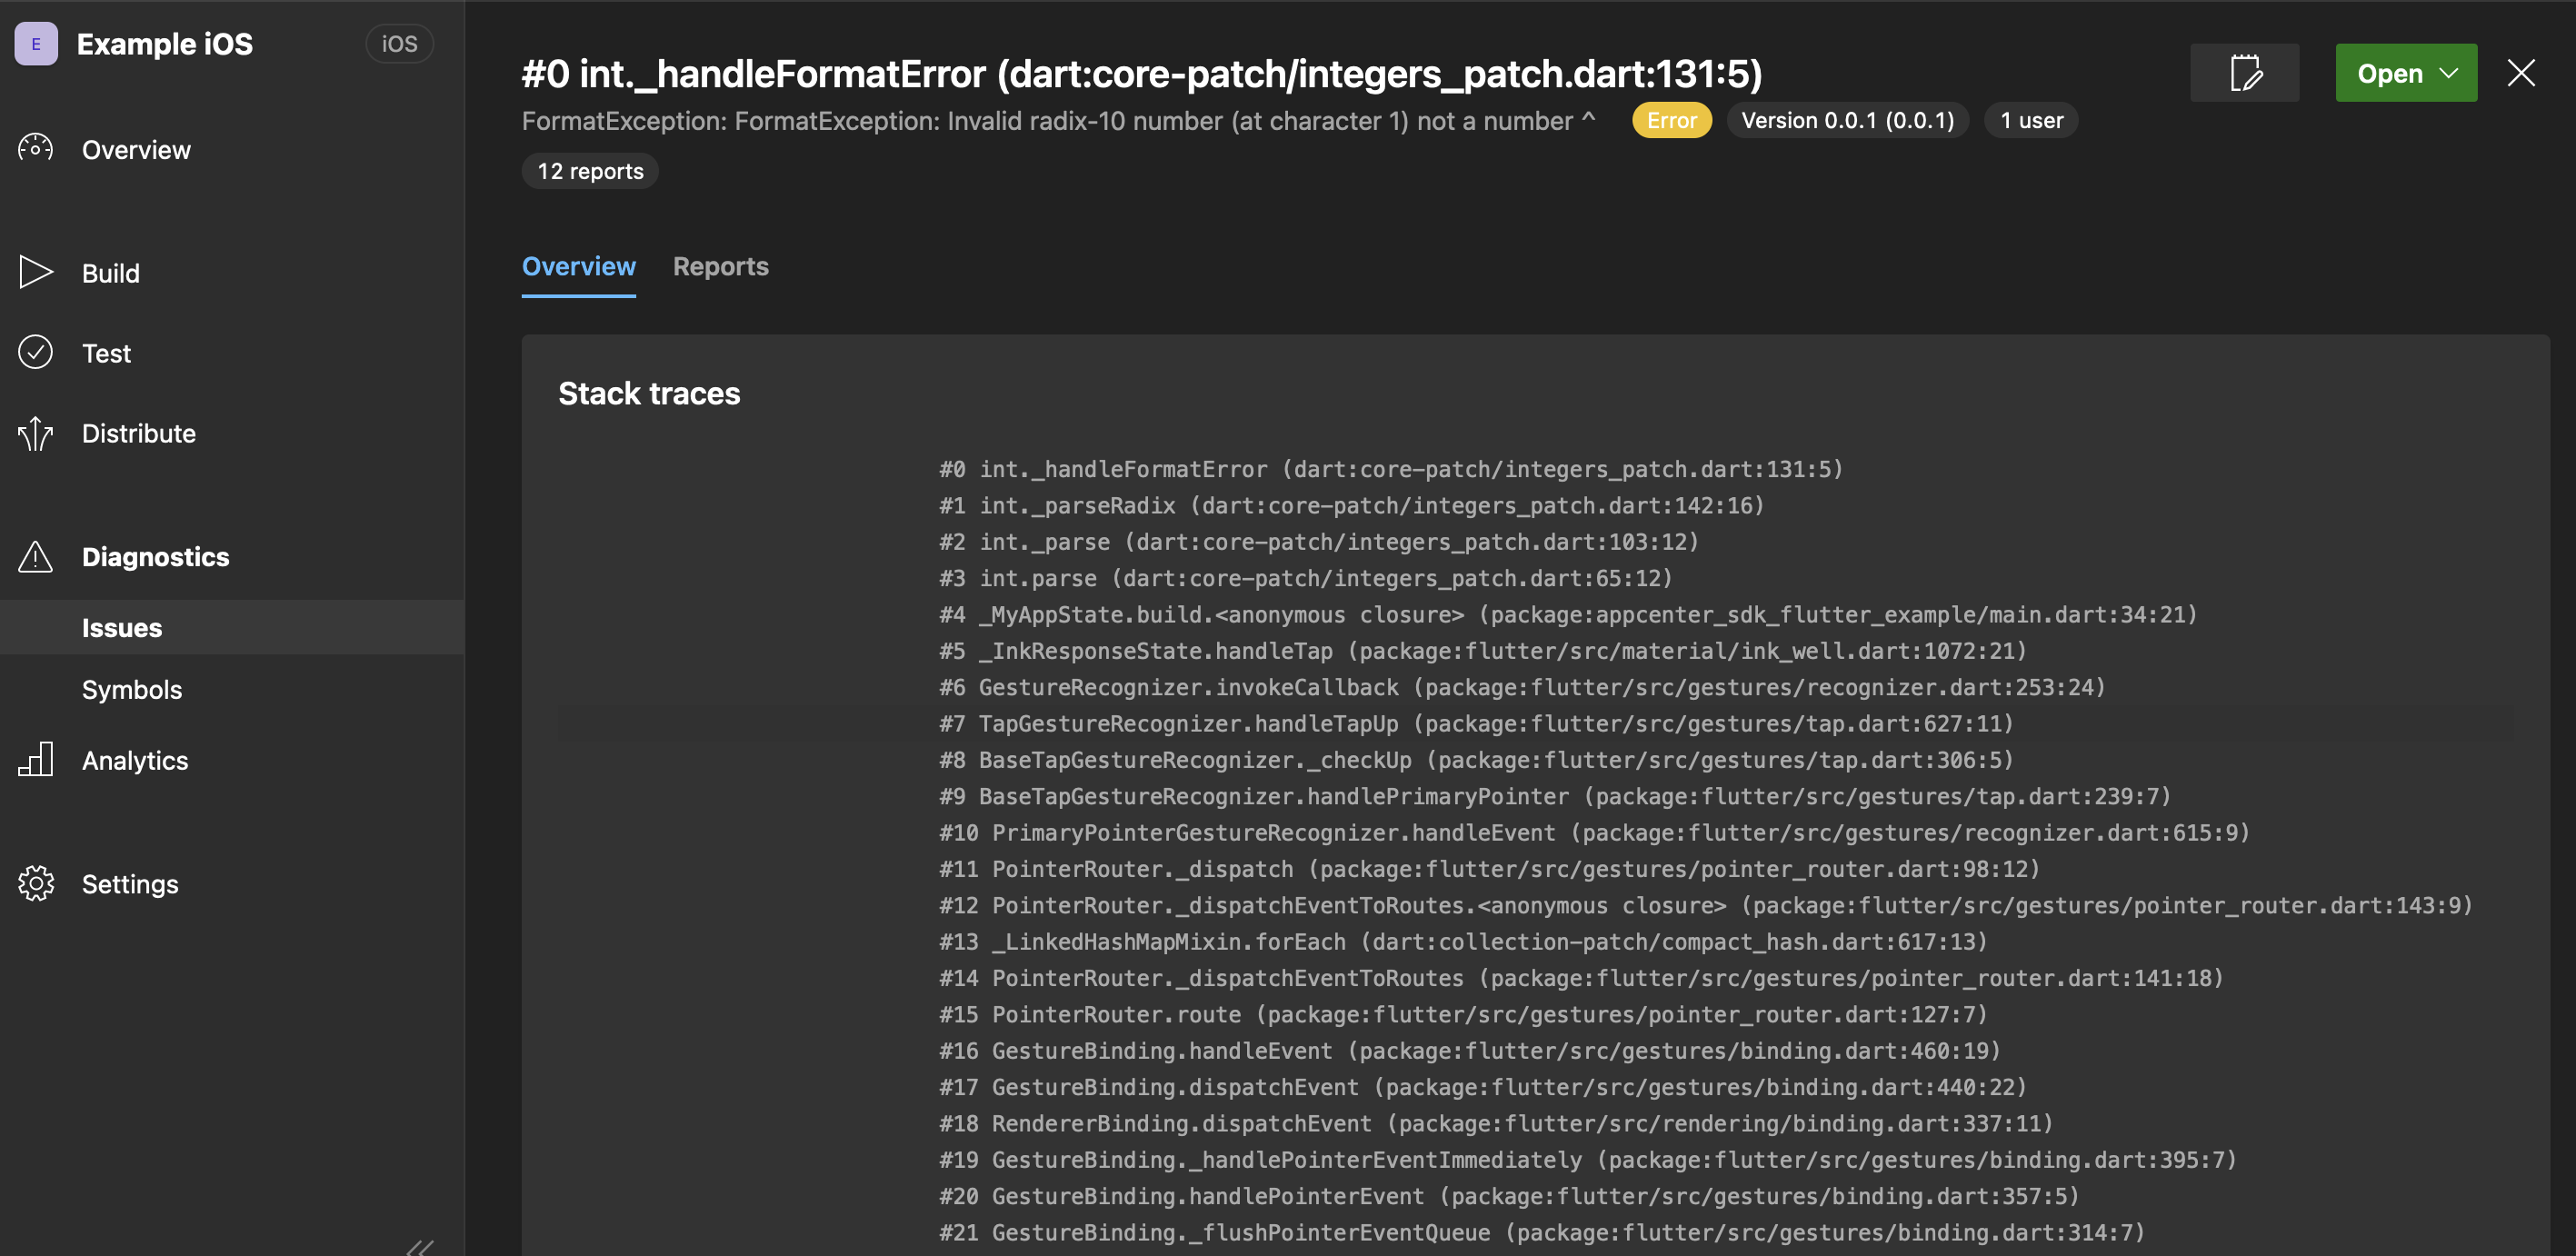 E Example iOS iOS
Overview
Build
Test
Distribute
Diagnostics
Issues
Symbols
Analytics
Settings
#0 int._handleFormatError (dart:core-patch/integers_patch.dart:131:5)
Open
FormatException: FormatException: Invalid radix-10 number (at character 1) not a number ^ Error Version 0.0.1 (0.0.1) 1 user
12 reports
Overview Reports
Stack traces
#0 int._handleFormatError (dart:core-patch/integers_patch.dart:131:5)
#1 int._parseRadix (dart:core-patch/integers_patch.dart:142:16)
#2 int._parse (dart:core-patch/integers_patch.dart:103:12)
#3 int.parse (dart:core-patch/integers_patch.dart:65:12)
#4 _MyAppState.build.<anonymous closure> (package:appcenter_sdk_flutter_example/main.dart:34:21)
#5 _InkResponseState.handleTap (package:flutter/src/material/ink_well.dart:1072:21)
#6 GestureRecognizer.invokeCallback (package:flutter/src/gestures/recognizer.dart:253:24)
#7 TapGestureRecognizer.handleTapUp (package:flutter/src/gestures/tap.dart:627:11)
#8 BaseTapGestureRecognizer._checkUp (package:flutter/src/gestures/tap.dart:306:5)
#9 BaseTapGestureRecognizer.handlePrimaryPointer (package:flutter/src/gestures/tap.dart:239:7)
#10 PrimaryPointerGestureRecognizer.handleEvent (package:flutter/src/gestures/recognizer.dart:615:9)
#11 PointerRouter._dispatch (package:flutter/src/gestures/pointer_router.dart:98:12)
#12 PointerRouter._dispatchEventToRoutes.<anonymous closure> (package:flutter/src/gestures/pointer_router.dart:143:9)
#13 _LinkedHashMapMixin.forEach (dart:collection-patch/compact_hash.dart:617:13)
#14 PointerRouter._dispatchEventToRoutes (package:flutter/src/gestures/pointer_router.dart:141:18)
#15 PointerRouter.route (package:flutter/src/gestures/pointer_router.dart:127:7)
#16 GestureBinding.handleEvent (package:flutter/src/gestures/binding.dart:460:19)
#17 GestureBinding.dispatchEvent (package:flutter/src/gestures/binding.dart:440:22)
#18 RendererBinding.dispatchEvent (package:flutter/src/rendering/binding.dart:337:11)
#19 GestureBinding._handlePointerEventImmediately (package:flutter/src/gestures/binding.dart:395:7)
#20 GestureBinding.handlePointerEvent (package:flutter/src/gestures/binding.dart:357:5)
#21 GestureBinding._flushPointerEventQueue (package:flutter/src/gestures/binding.dart:314:7)